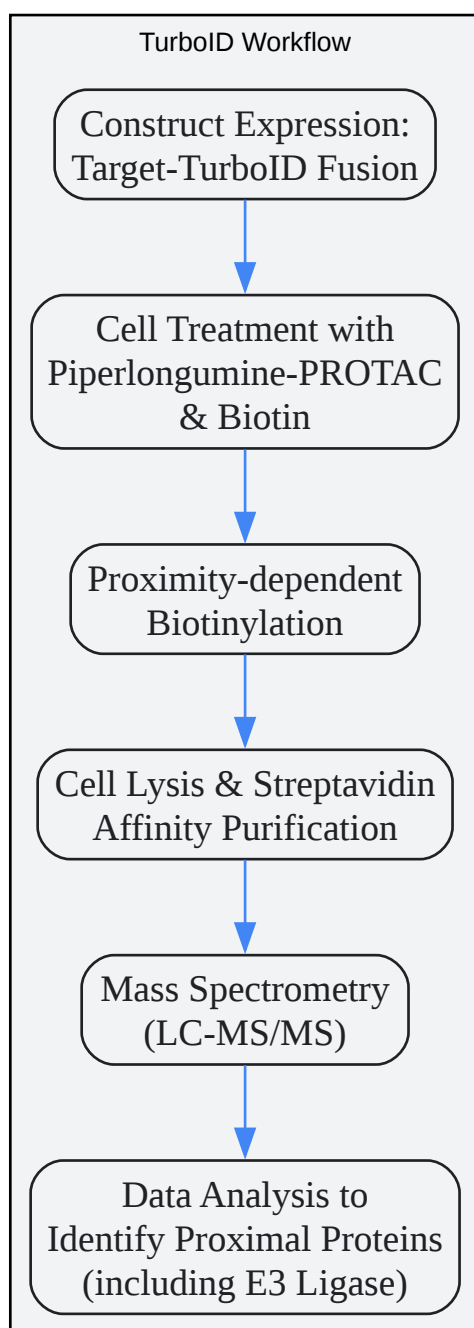 TurboID Workflow
Construct Expression:
Target-TurboID Fusion
Cell Treatment with
Piperlongumine-PROTAC
& Biotin
Proximity-dependent
Biotinylation
Cell Lysis & Streptavidin
Affinity Purification
Mass Spectrometry
(LC-MS/MS)
Data Analysis to
Identify Proximal Proteins
(including E3 Ligase)